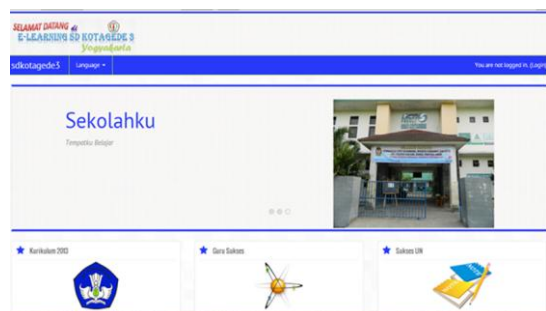 SELAMAT DATANG di
E-LEARNING SD KOTAGEDE 3
Yogyakarta
sdkotagede3 Language
You are not logged in. (Login)
Sekolahku
Tempatku Belajar
Kurikulum 2013
Guru Sukses
Sukses UN